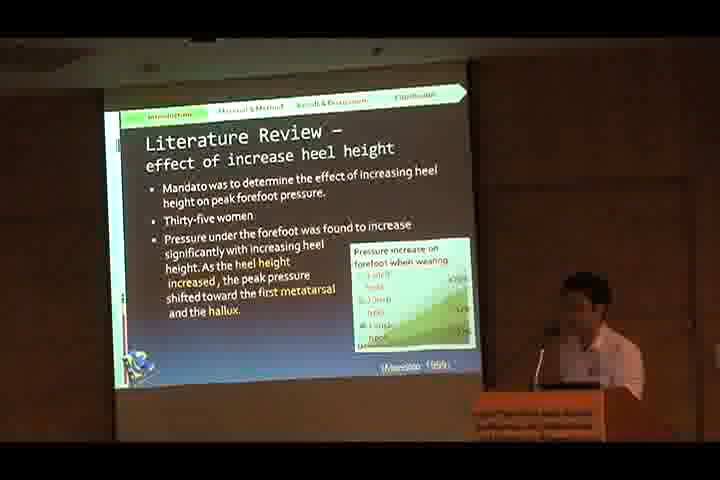 Introduction Material & Method Result & Discussion Conclusion
Literature Review –
effect of increase heel height
• Mandato was to determine the effect of increasing heel
height on peak forefoot pressure.
• Thirty-five women
• Pressure under the forefoot was found to increase
significantly with increasing heel
height. As the heel height
increased, the peak pressure
shifted toward the first metatarsal
and the hallux.
Pressure increase on
forefoot when wearing